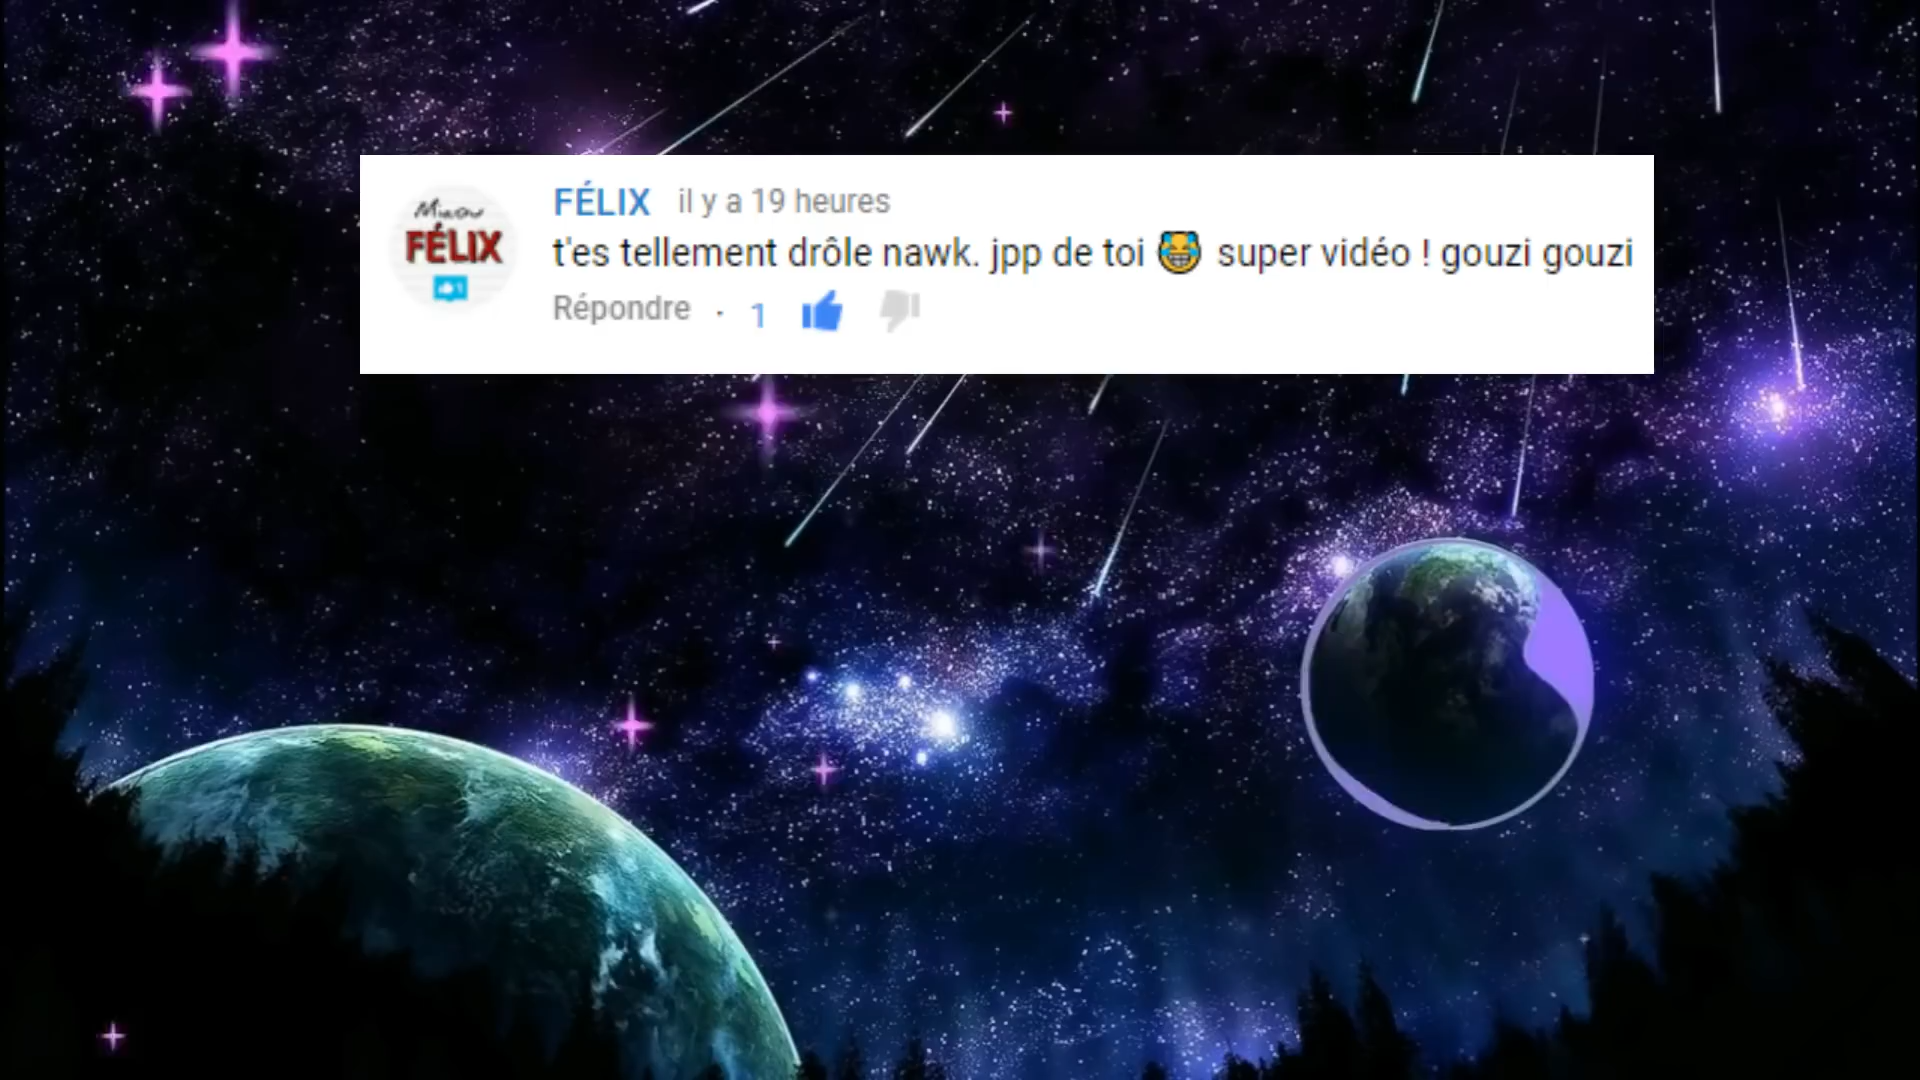 Miaou
FÉLIX
1
FÉLIX il y a 19 heures
t'es tellement drôle nawk. jpp de toi 😹 super vidéo ! gouzi gouzi
Répondre · 1